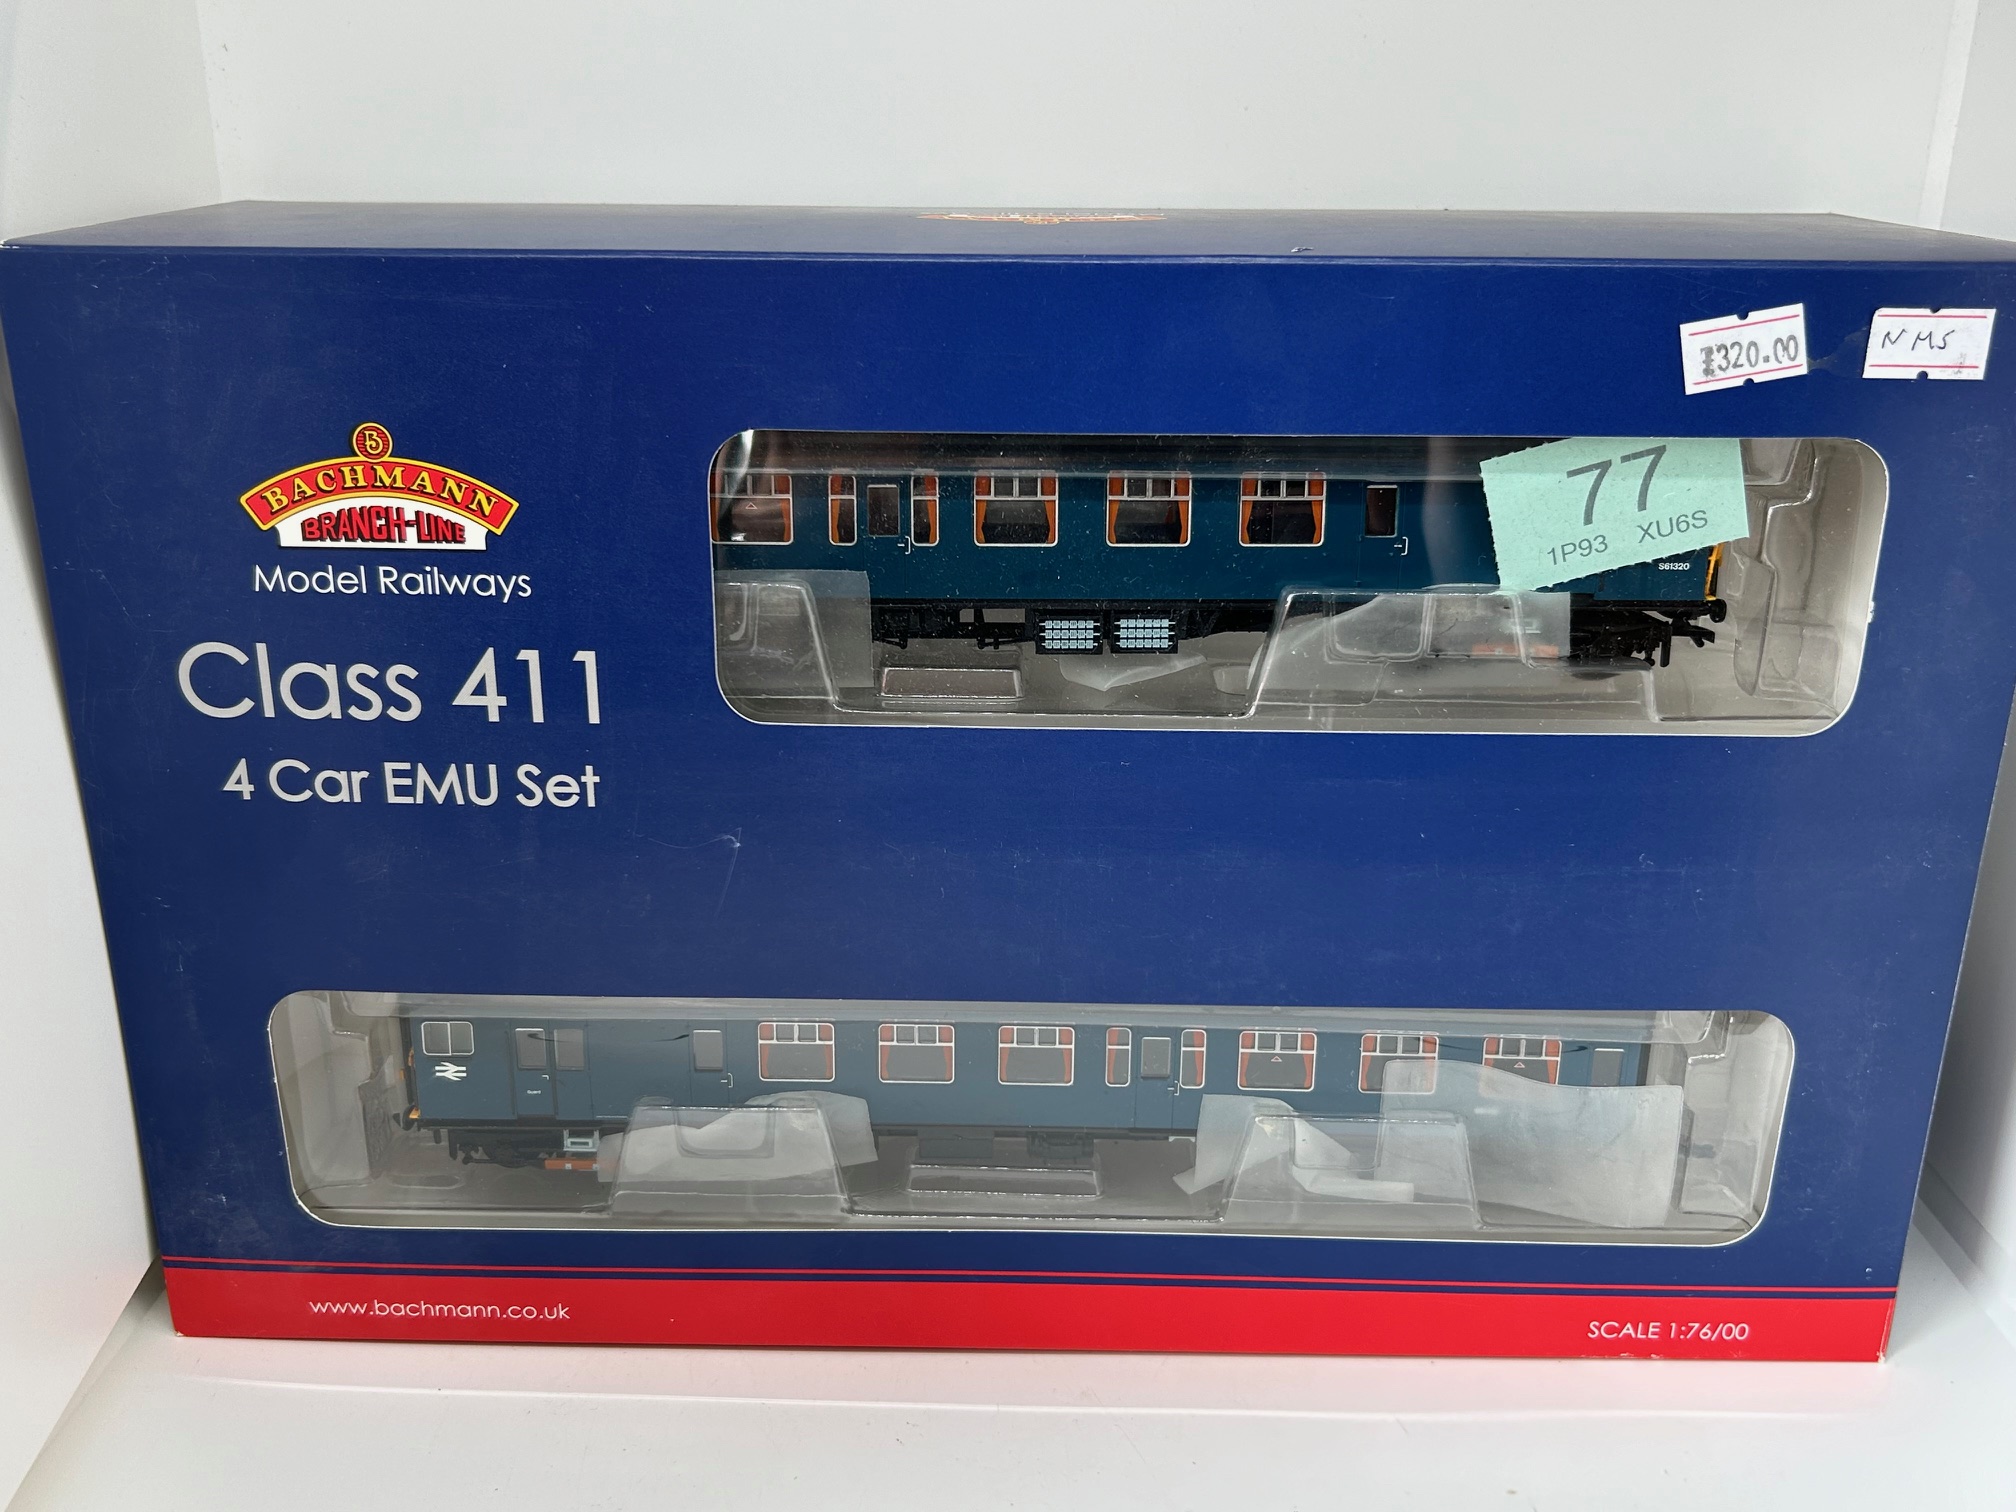 £320.00
NMS
B
BACHMANN
BRANCH-LINE
Model Railways
Class 411
4 Car EMU Set
77
1P93 XU6S
S61320
Guard
www.bachmann.co.uk
SCALE 1:76/00